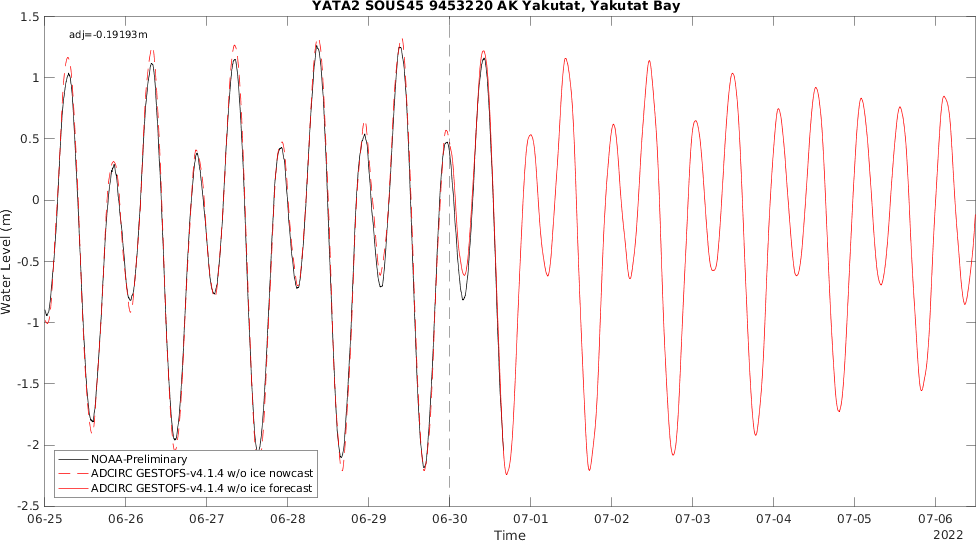 YATA2 SOUS45 9453220 AK Yakutat, Yakutat Bay
adj=-0.19193m
1.5
1
0.5
0
-0.5
-1
-1.5
-2
-2.5
Water Level (m)
NOAA-Preliminary
ADCIRC GESTOFS-v4.1.4 w/o ice nowcast
ADCIRC GESTOFS-v4.1.4 w/o ice forecast
06-25 06-26 06-27 06-28 06-29 06-30 07-01 07-02 07-03 07-04 07-05 07-06
Time
2022